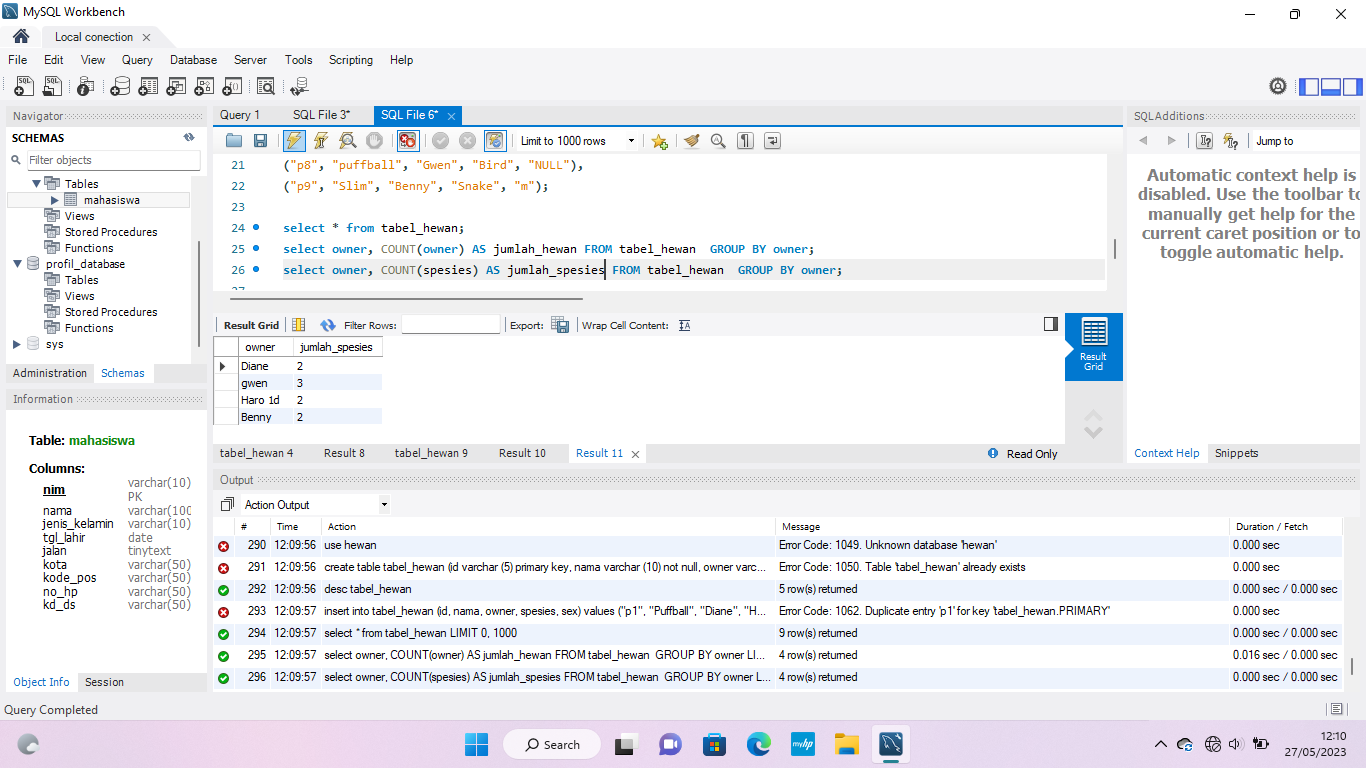 MySQL Workbench
Local conection
File Edit View Query Database Server Tools Scripting Help
Navigator
SCHEMAS
Filter objects
Tables
mahasiswa
Views
Stored Procedures
Functions
profil_database
Tables
Views
Stored Procedures
Functions
sys
Administration Schemas
Information
Table: mahasiswa
Columns:
nim varchar(10) PK
nama varchar(100
jenis_kelamin varchar(10)
tgl_lahir date
jalan tinytext
kota varchar(50)
kode_pos varchar(50)
no_hp varchar(50)
kd_ds varchar(50)
Object Info Session
Query 1 SQL File 3* SQL File 6*
Limit to 1000 rows
21 ("p8", "puffball", "Gwen", "Bird", "NULL"),
22 ("p9", "Slim", "Benny", "Snake", "m");
23
24 select * from tabel_hewan;
25 select owner, COUNT(owner) AS jumlah_hewan FROM tabel_hewan  GROUP BY owner;
26 select owner, COUNT(spesies) AS jumlah_spesies FROM tabel_hewan  GROUP BY owner;
Result Grid Filter Rows: Export: Wrap Cell Content:
owner jumlah_spesies
Diane 2
gwen 3
Haro 1d 2
Benny 2
Result Grid
tabel_hewan 4 Result 8 tabel_hewan 9 Result 10 Result 11 Read Only
SQLAdditions
Jump to
Automatic context help is
disabled. Use the toolbar to
manually get help for the
current caret position or to
toggle automatic help.
Context Help Snippets
Output
Action Output
# Time Action Message Duration / Fetch
290 12:09:56 use hewan Error Code: 1049. Unknown database 'hewan' 0.000 sec
291 12:09:56 create table tabel_hewan (id varchar (5) primary key, nama varchar (10) not null, owner varc... Error Code: 1050. Table 'tabel_hewan' already exists 0.000 sec
292 12:09:56 desc tabel_hewan 5 row(s) returned 0.000 sec / 0.000 sec
293 12:09:57 insert into tabel_hewan (id, nama, owner, spesies, sex) values ("p1", "Puffball", "Diane", "H... Error Code: 1062. Duplicate entry 'p1' for key 'tabel_hewan.PRIMARY' 0.000 sec
294 12:09:57 select * from tabel_hewan LIMIT 0, 1000 9 row(s) returned 0.000 sec / 0.000 sec
295 12:09:57 select owner, COUNT(owner) AS jumlah_hewan FROM tabel_hewan  GROUP BY owner LI... 4 row(s) returned 0.016 sec / 0.000 sec
296 12:09:57 select owner, COUNT(spesies) AS jumlah_spesies FROM tabel_hewan  GROUP BY owner L... 4 row(s) returned 0.000 sec / 0.000 sec
Query Completed
Search
12:10
27/05/2023